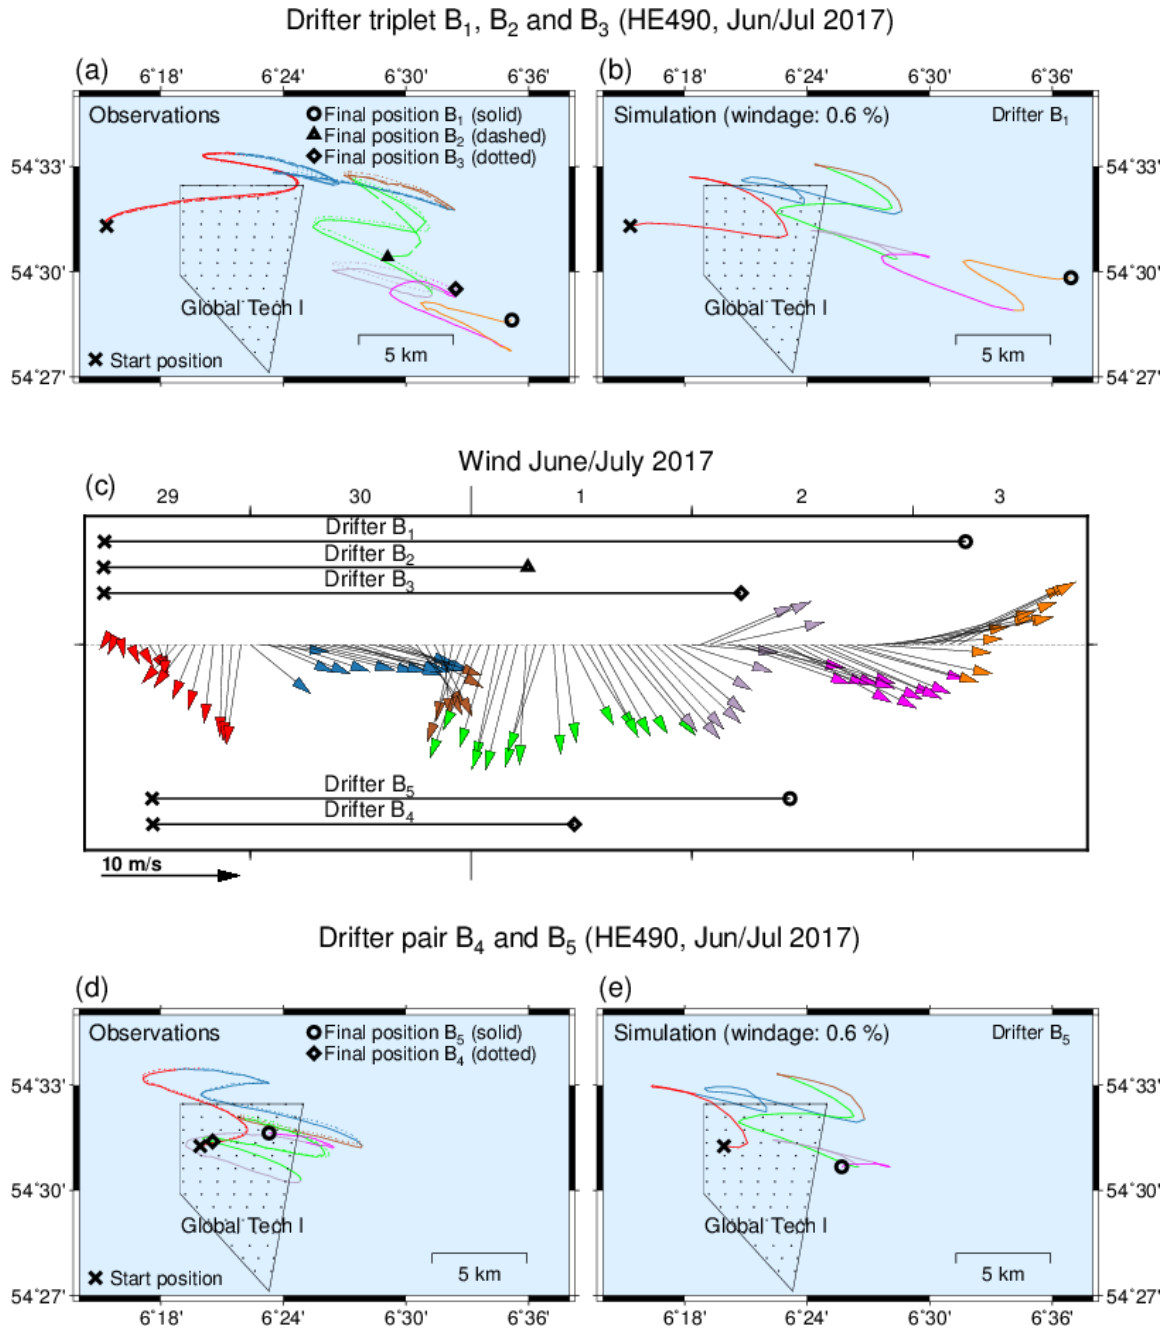 Drifter triplet B1, B2 and B3 (HE490, Jun/Jul 2017)
(a) 6°18' 6°24' 6°30' 6°36'
(b) 6°18' 6°24' 6°30' 6°36'
Observations
Final position B1 (solid)
Final position B2 (dashed)
Final position B3 (dotted)
Simulation (windage: 0.6 %)
Drifter B1
54°33'
54°33'
54°30'
54°30'
Global Tech I
Global Tech I
5 km
5 km
Start position
54°27'
54°27'
Wind June/July 2017
(c)
29 30 1 2 3
Drifter B1
Drifter B2
Drifter B3
Drifter B5
Drifter B4
10 m/s
Drifter pair B4 and B5 (HE490, Jun/Jul 2017)
(d)
(e)
Observations
Final position B5 (solid)
Final position B4 (dotted)
Simulation (windage: 0.6 %)
Drifter B5
54°33'
54°33'
54°30'
54°30'
Global Tech I
Global Tech I
5 km
5 km
Start position
54°27'
54°27'
6°18' 6°24' 6°30' 6°36'
6°18' 6°24' 6°30' 6°36'